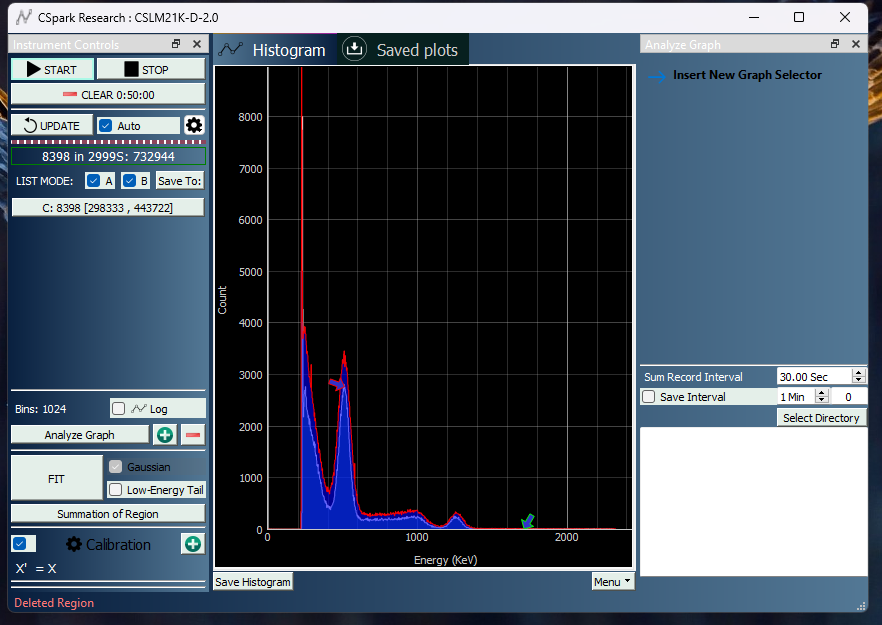 CSpark Research : CSLM21K-D-2.0
Instrument Controls
START
STOP
CLEAR 0:50:00
UPDATE
Auto
8398 in 2999S: 732944
LIST MODE:
A
B
Save To:
C: 8398 [298333 , 443722]
Bins: 1024
Log
Analyze Graph
FIT
Gaussian
Low-Energy Tail
Summation of Region
Calibration
X' = X
Deleted Region
Histogram
Saved plots
8000
7000
6000
5000
4000
3000
2000
1000
0
Count
0
1000
2000
Energy (KeV)
Save Histogram
Menu
Analyze Graph
Insert New Graph Selector
Sum Record Interval
30.00 Sec
Save Interval
1 Min
0
Select Directory